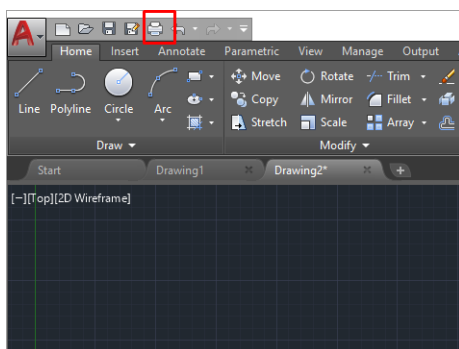 A
Home Insert Annotate Parametric View Manage Output
Move Rotate Trim
Line Polyline Circle Arc Copy Mirror Fillet
Stretch Scale Array
Draw Modify
Start Drawing1 Drawing2*
[−][Top][2D Wireframe]